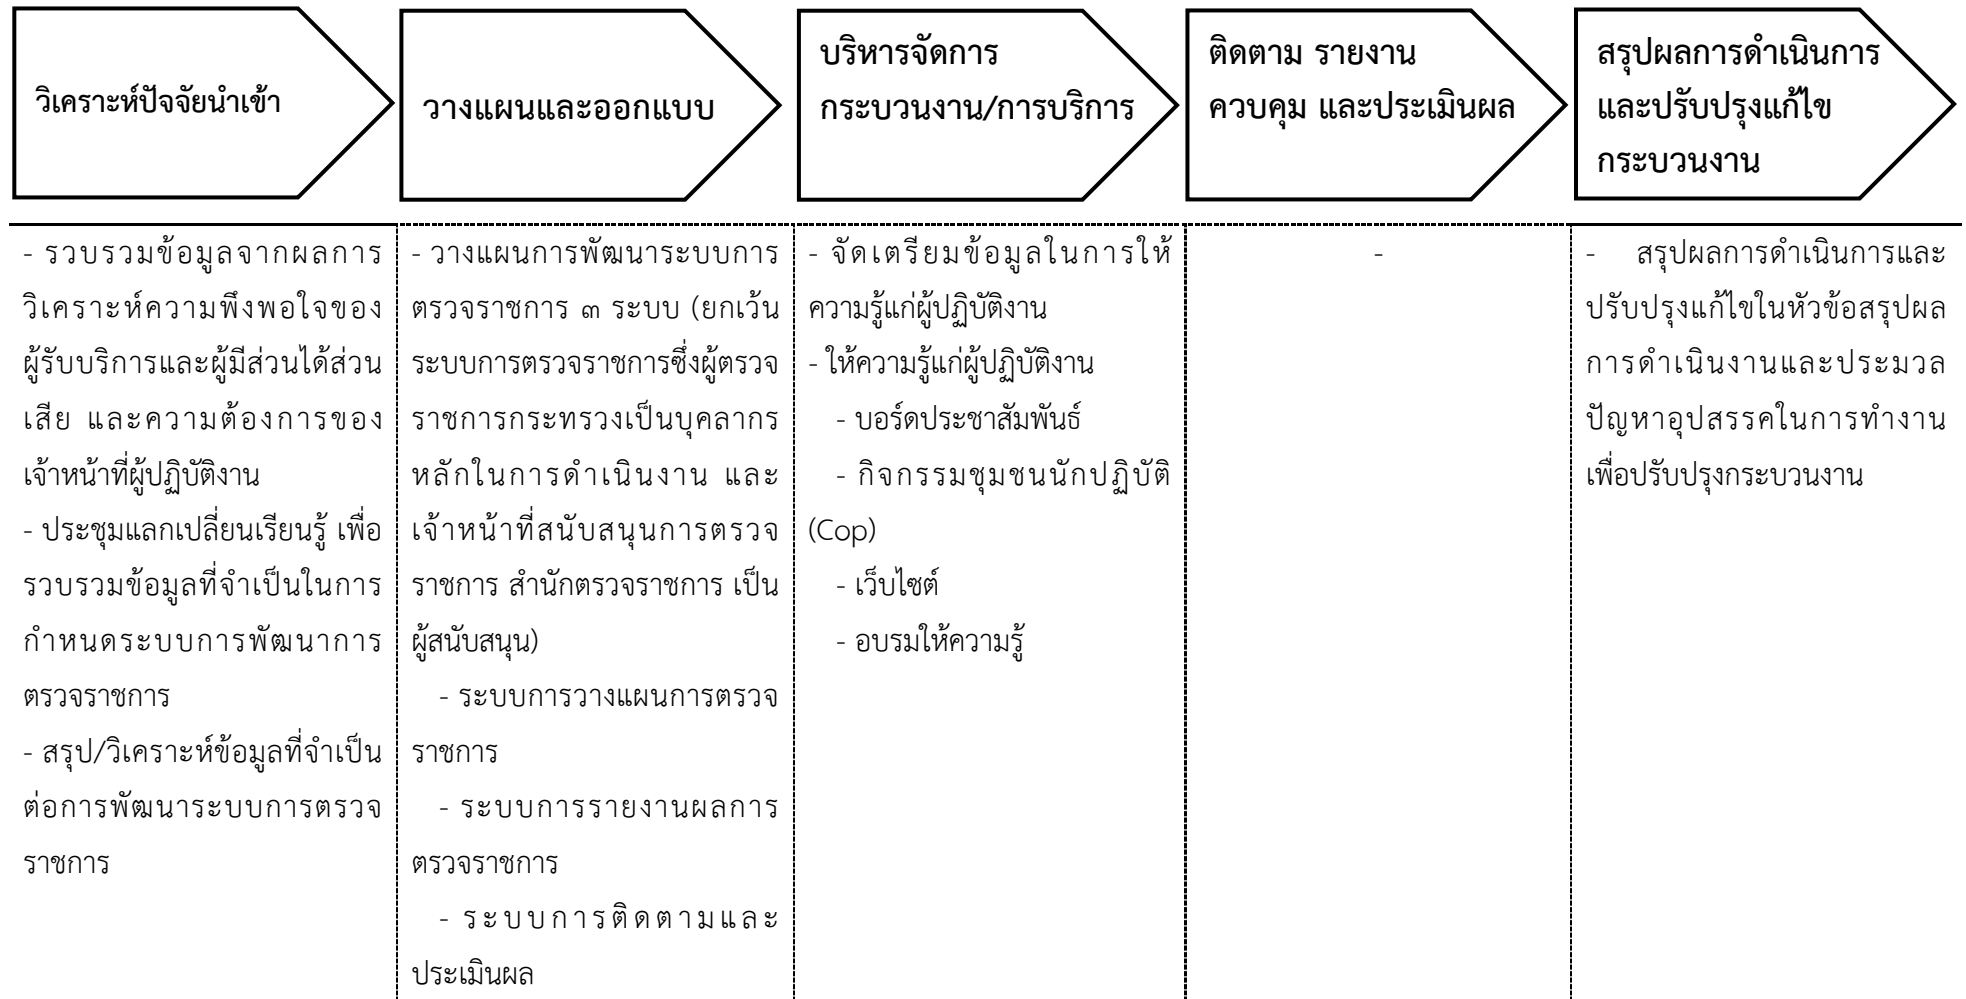 วิเคราะห์ปัจจัยนำเข้า
วางแผนและออกแบบ
บริหารจัดการ
กระบวนงาน/การบริการ
ติดตาม รายงาน
ควบคุม และประเมินผล
สรุปผลการดำเนินการ
และปรับปรุงแก้ไข
กระบวนงาน
- รวบรวมข้อมูลจากผลการ
วิเคราะห์ความพึงพอใจของ
ผู้รับบริการและผู้มีส่วนได้ส่วน
เสีย และความต้องการของ
เจ้าหน้าที่ผู้ปฏิบัติงาน
- ประชุมแลกเปลี่ยนเรียนรู้ เพื่อ
รวบรวมข้อมูลที่จำเป็นในการ
กำหนดระบบการพัฒนาการ
ตรวจราชการ
- สรุป/วิเคราะห์ข้อมูลที่จำเป็น
ต่อการพัฒนาระบบการตรวจ
ราชการ
- วางแผนการพัฒนาระบบการ
ตรวจราชการ ๓ ระบบ (ยกเว้น
ระบบการตรวจราชการซึ่งผู้ตรวจ
ราชการกระทรวงเป็นบุคลากร
หลักในการดำเนินงาน และ
เจ้าหน้าที่สนับสนุนการตรวจ
ราชการ สำนักตรวจราชการ เป็น
ผู้สนับสนุน)
- ระบบการวางแผนการตรวจ
ราชการ
- ระบบการรายงานผลการ
ตรวจราชการ
- ระบบการติดตามและ
ประเมินผล
- จัดเตรียมข้อมูลในการให้
ความรู้แก่ผู้ปฏิบัติงาน
- ให้ความรู้แก่ผู้ปฏิบัติงาน
- บอร์ดประชาสัมพันธ์
- กิจกรรมชุมชนนักปฏิบัติ
(Cop)
- เว็บไซต์
- อบรมให้ความรู้
-
- สรุปผลการดำเนินการและ
ปรับปรุงแก้ไขในหัวข้อสรุปผล
การดำเนินงานและประมวล
ปัญหาอุปสรรคในการทำงาน
เพื่อปรับปรุงกระบวนงาน